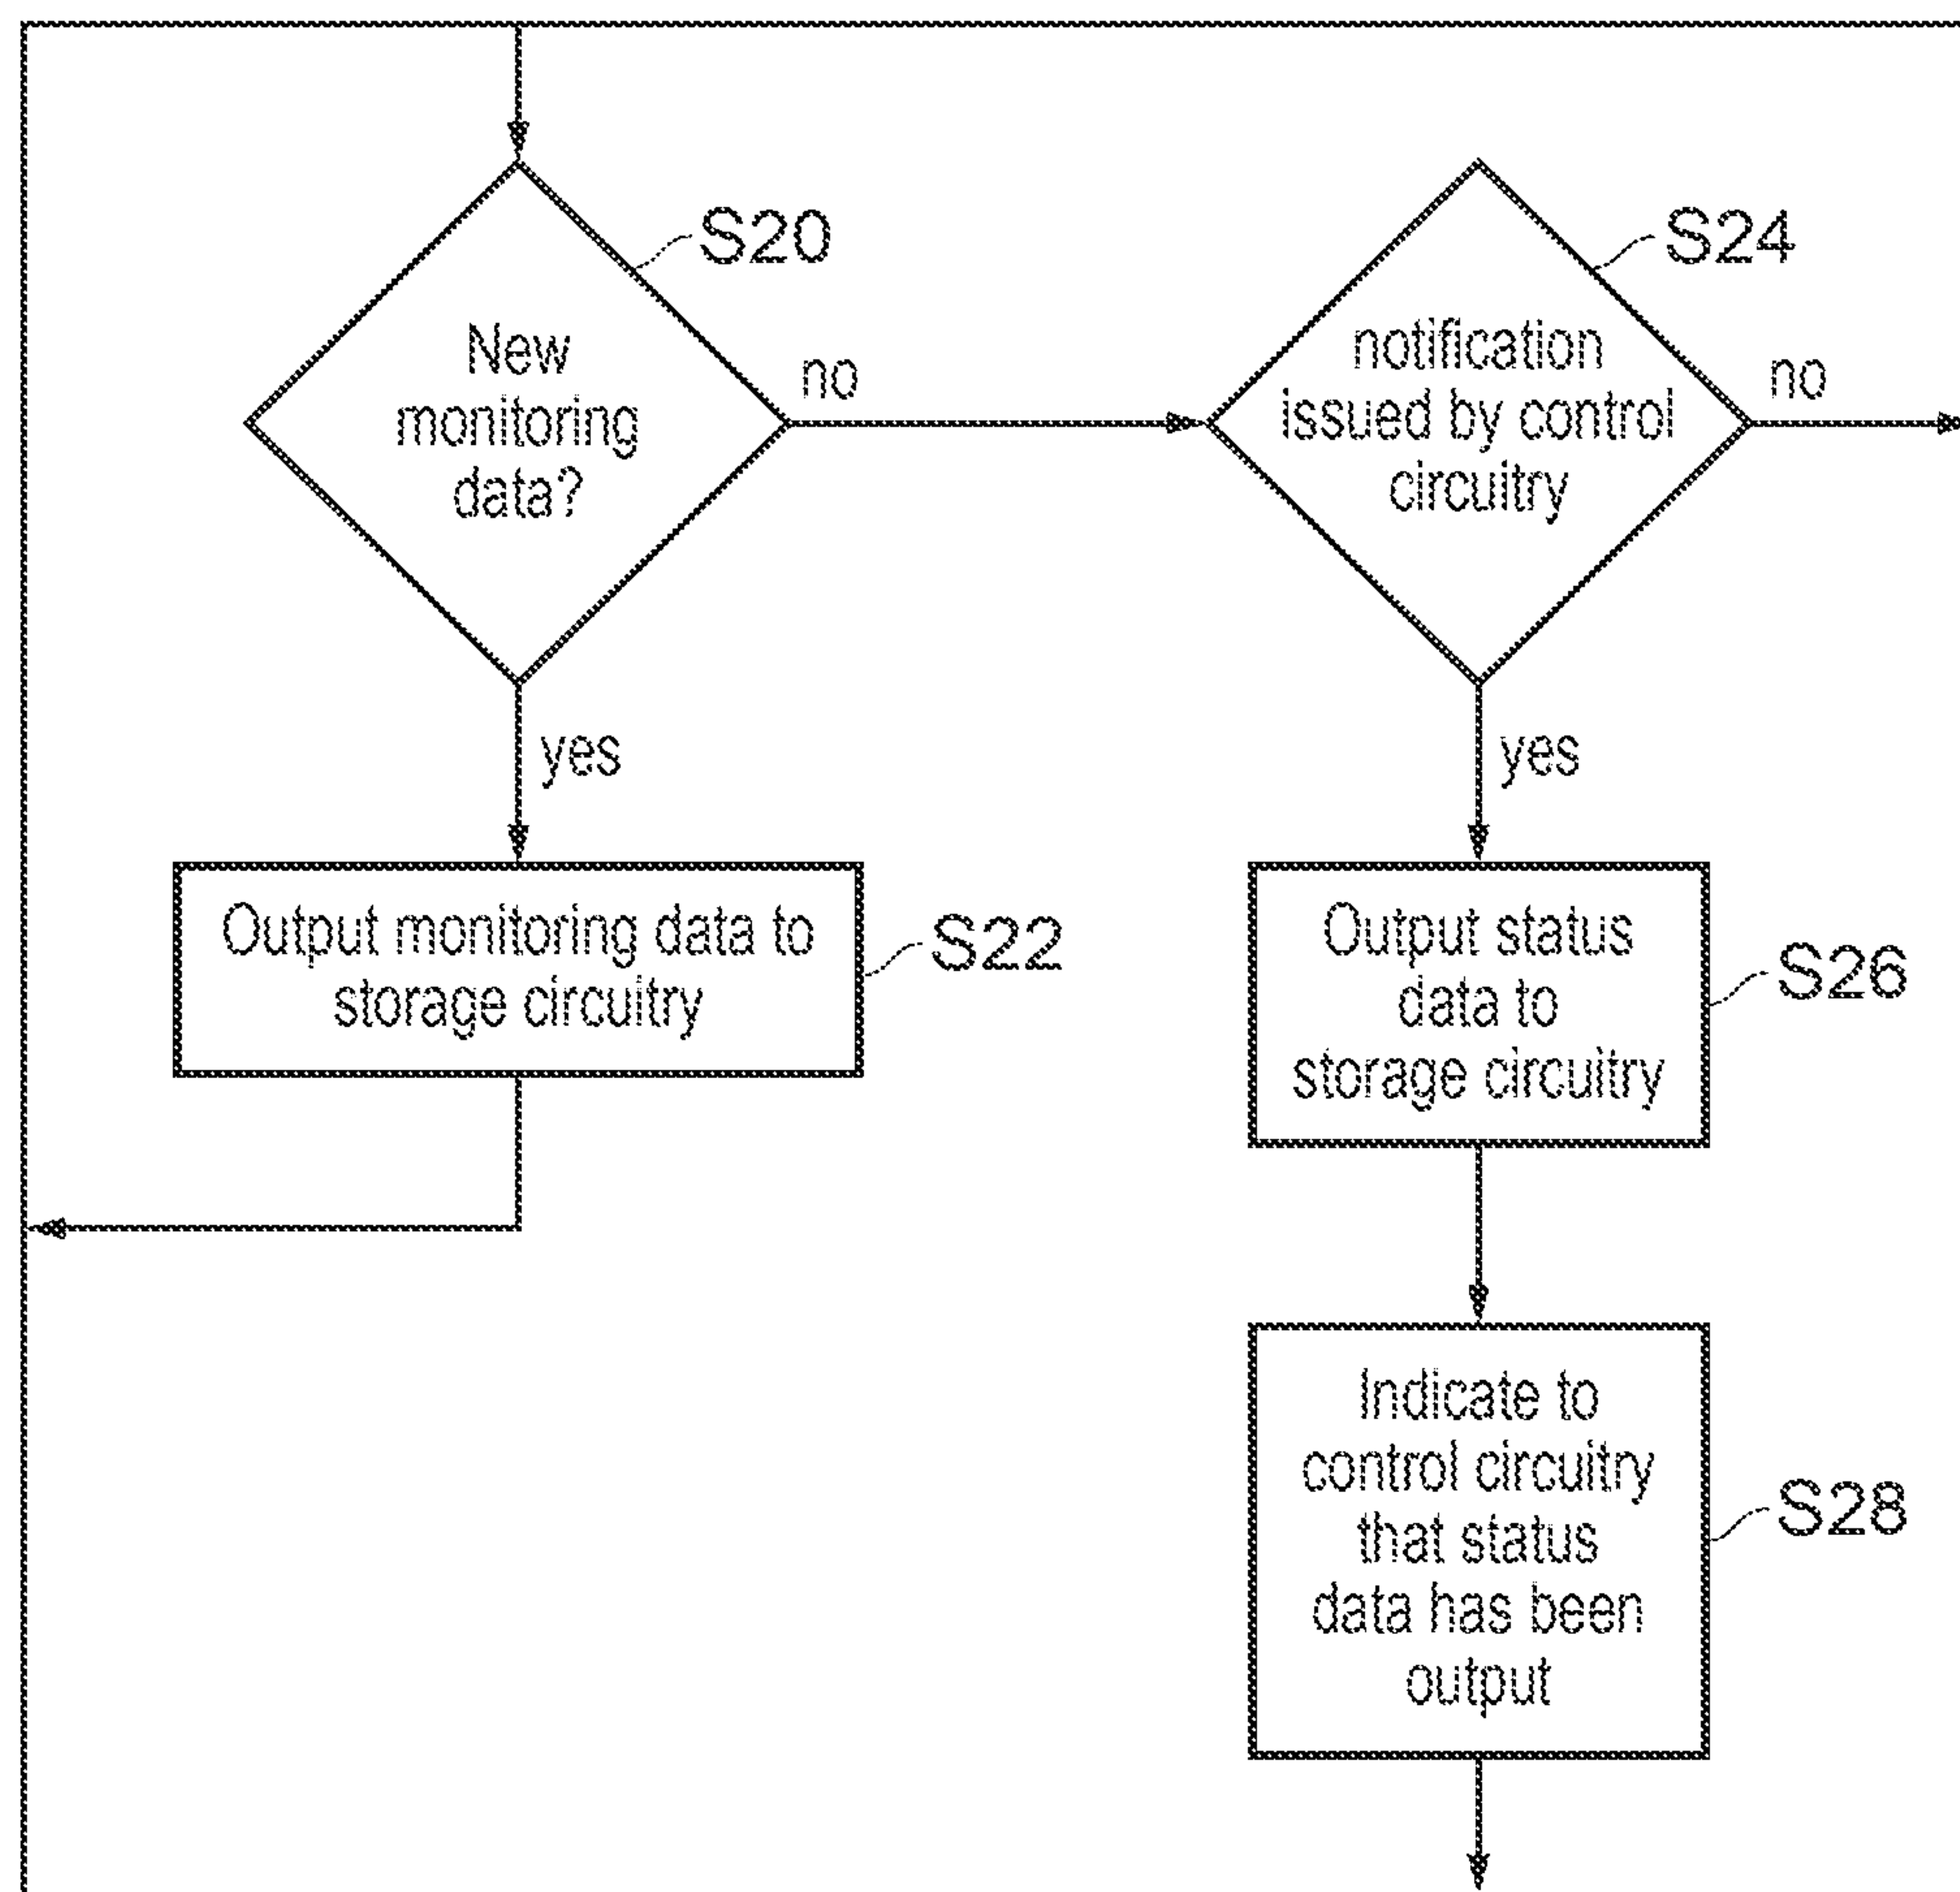 S20
New
monitoring
data?
no
S24
notification
issued by control
circuitry
no
yes
yes
Output monitoring data to
storage circuitry
S22
Output status
data to
storage circuitry
S26
Indicate to
control circuitry
that status
data has been
output
S28